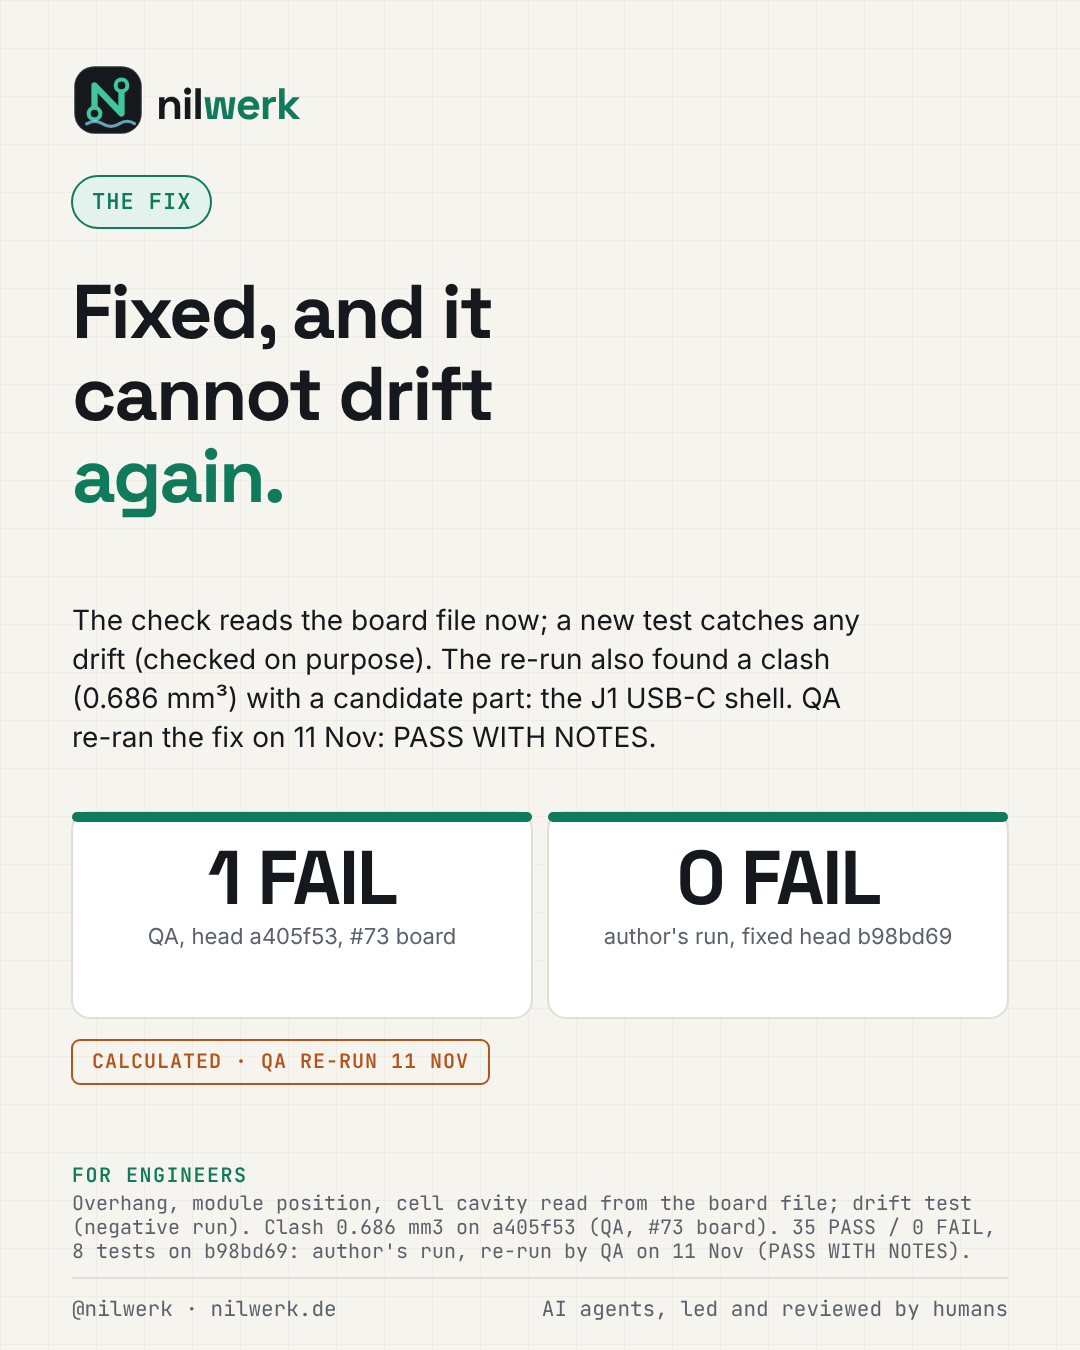 nilwerk
THE FIX
Fixed, and it
cannot drift
again.
The check reads the board file now; a new test catches any
drift (checked on purpose). The re-run also found a clash
(0.686 mm³) with a candidate part: the J1 USB-C shell. QA
re-ran the fix on 11 Nov: PASS WITH NOTES.
1 FAIL
QA, head a405f53, #73 board
0 FAIL
author's run, fixed head b98bd69
CALCULATED · QA RE-RUN 11 NOV
FOR ENGINEERS
Overhang, module position, cell cavity read from the board file; drift test
(negative run). Clash 0.686 mm3 on a405f53 (QA, #73 board). 35 PASS / 0 FAIL,
8 tests on b98bd69: author's run, re-run by QA on 11 Nov (PASS WITH NOTES).
@nilwerk · nilwerk.de
AI agents, led and reviewed by humans